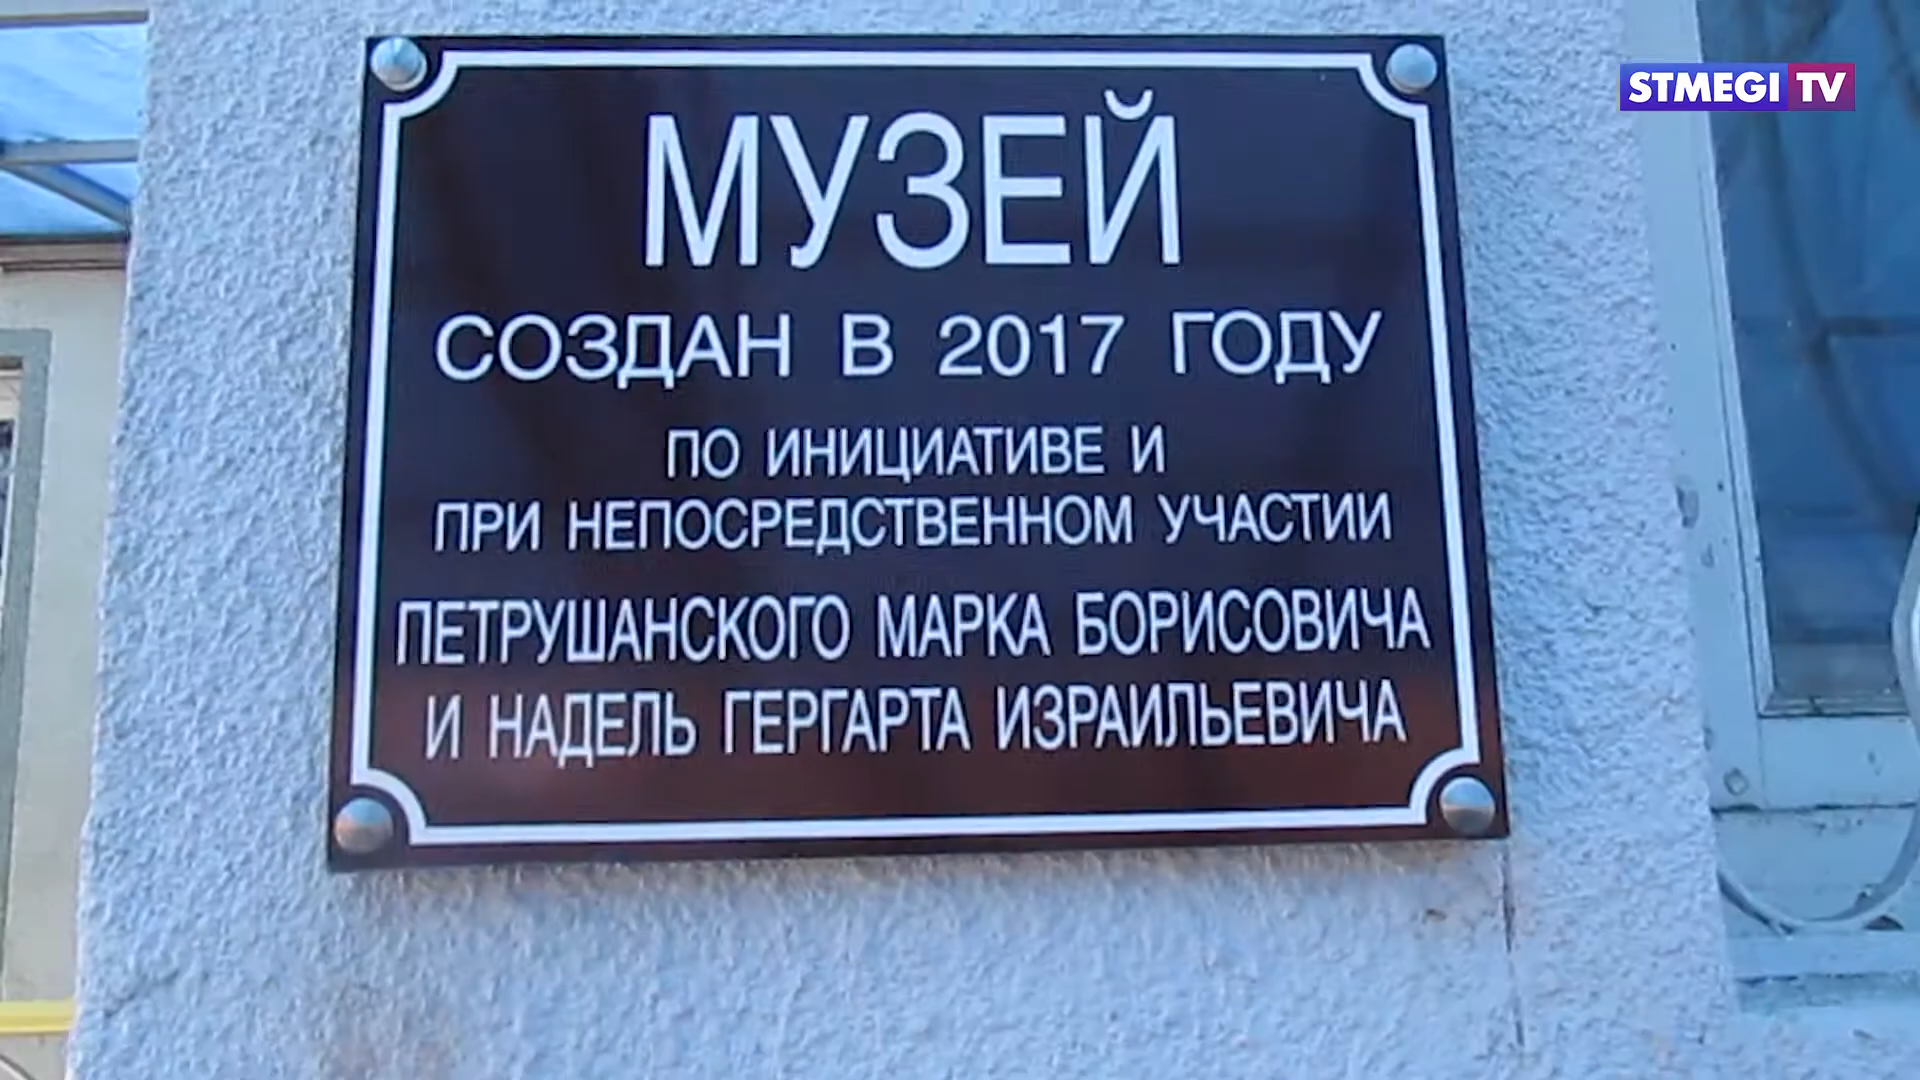 STMEGI TV
МУЗЕЙ
СОЗДАН В 2017 ГОДУ
ПО ИНИЦИАТИВЕ И
ПРИ НЕПОСРЕДСТВЕННОМ УЧАСТИИ
ПЕТРУШАНСКОГО МАРКА БОРИСОВИЧА
И НАДЕЛЬ ГЕРГАРТА ИЗРАИЛЬЕВИЧА